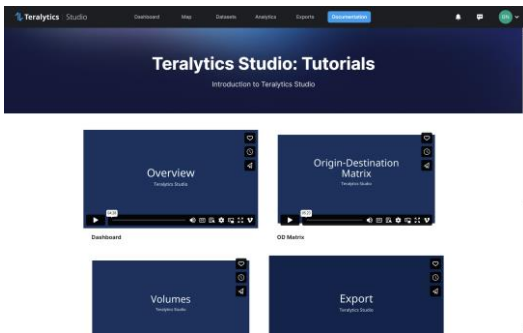 Teralytics Studio
Dashboard Map Datasets Analytics Exports Documentation
DN
Teralytics Studio: Tutorials
Introduction to Teralytics Studio
Overview
Teralytics Studio
Origin-Destination
Matrix
Teralytics Studio
Dashboard
OD Matrix
Volumes
Teralytics Studio
Export
Teralytics Studio